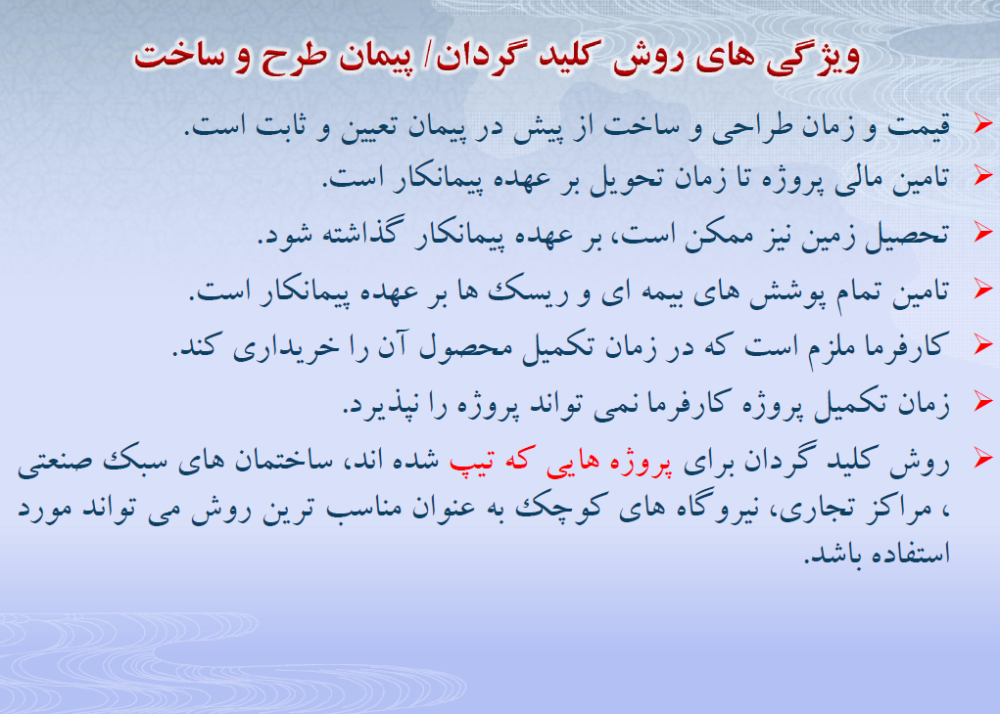 ویژگی های روش کلید گردان/ پیمان طرح و ساخت
قیمت و زمان طراحی و ساخت از پیش در پیمان تعیین و ثابت است.
تامین مالی پروژه تا زمان تحویل بر عهده پیمانکار است.
تحصیل زمین نیز ممکن است، بر عهده پیمانکار گذاشته شود.
تامین تمام پوشش های بیمه ای و ریسک ها بر عهده پیمانکار است.
کارفرما ملزم است که در زمان تکمیل محصول آن را خریداری کند.
زمان تکمیل پروژه کارفرما نمی تواند پروژه را نپذیرد.
روش کلید گردان برای پروژه هایی که تیپ شده اند، ساختمان های سبک صنعتی
، مراکز تجاری، نیروگاه های کوچک به عنوان مناسب ترین روش می تواند مورد
استفاده باشد.